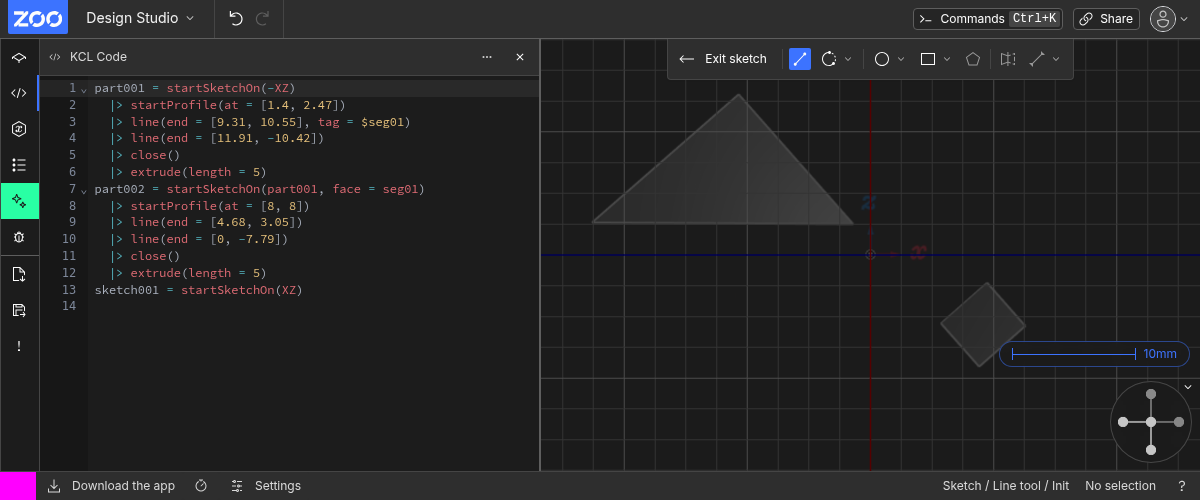 ZOO Design Studio Commands Ctrl+K Share
KCL Code
Exit sketch
1 part001 = startSketchOn(-XZ)
2 |> startProfile(at = [1.4, 2.47])
3 |> line(end = [9.31, 10.55], tag = $seg01)
4 |> line(end = [11.91, -10.42])
5 |> close()
6 |> extrude(length = 5)
7 part002 = startSketchOn(part001, face = seg01)
8 |> startProfile(at = [8, 8])
9 |> line(end = [4.68, 3.05])
10 |> line(end = [0, -7.79])
11 |> close()
12 |> extrude(length = 5)
13 sketch001 = startSketchOn(XZ)
14
z
x
10mm
Download the app Settings Sketch / Line tool / Init No selection ?